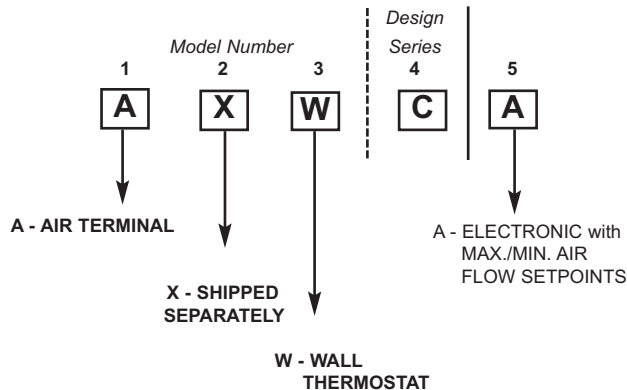 Design
Model Number Series
1 2 3 4 5
A X W C A
A - AIR TERMINAL
A - ELECTRONIC with
MAX./MIN. AIR
FLOW SETPOINTS
X - SHIPPED
SEPARATELY
W - WALL
THERMOSTAT